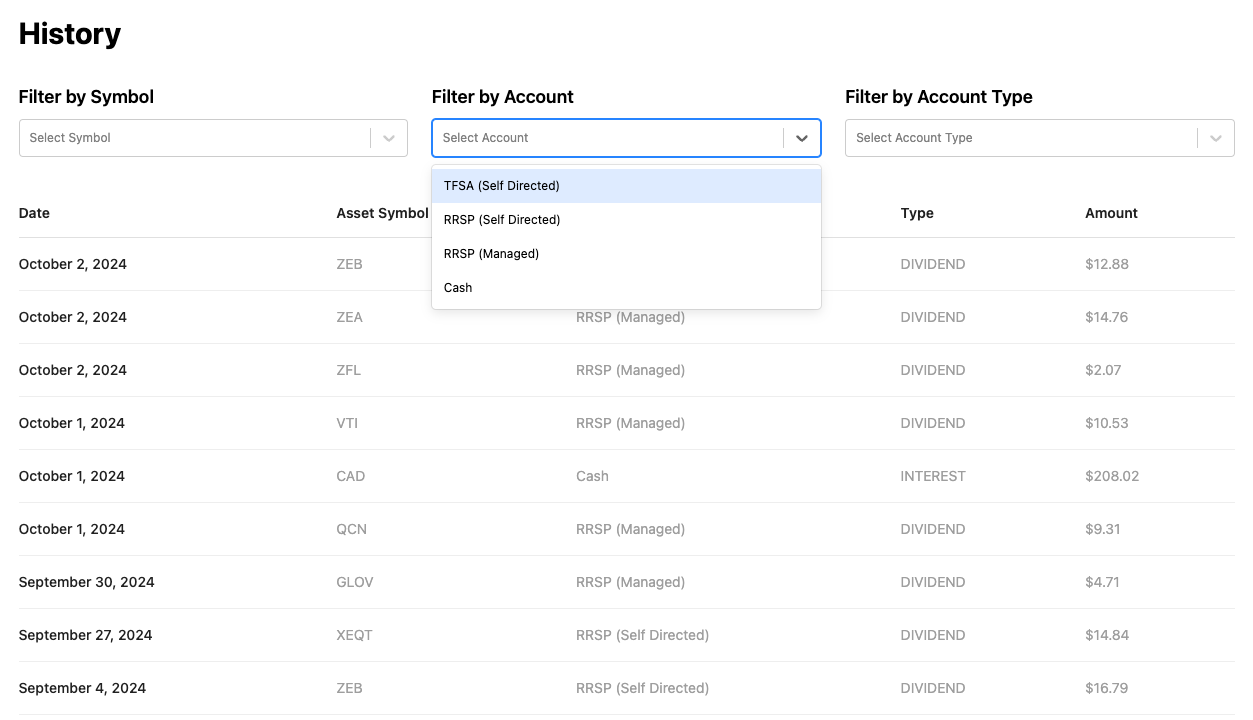 History
Filter by Symbol Filter by Account Filter by Account Type
Select Symbol Select Account Select Account Type
TFSA (Self Directed)
RRSP (Self Directed)
RRSP (Managed)
Cash
Date Asset Symbol Type Amount
October 2, 2024 ZEB DIVIDEND $12.88
October 2, 2024 ZEA RRSP (Managed) DIVIDEND $14.76
October 2, 2024 ZFL RRSP (Managed) DIVIDEND $2.07
October 1, 2024 VTI RRSP (Managed) DIVIDEND $10.53
October 1, 2024 CAD Cash INTEREST $208.02
October 1, 2024 QCN RRSP (Managed) DIVIDEND $9.31
September 30, 2024 GLOV RRSP (Managed) DIVIDEND $4.71
September 27, 2024 XEQT RRSP (Self Directed) DIVIDEND $14.84
September 4, 2024 ZEB RRSP (Self Directed) DIVIDEND $16.79